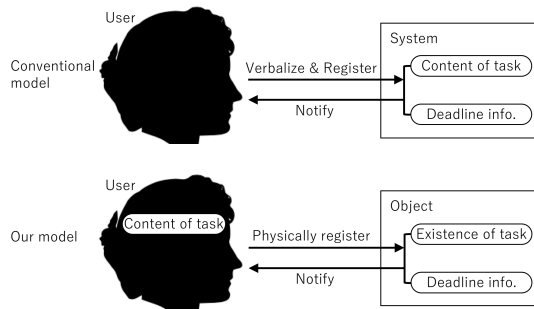 User
System
Conventional
model
Verbalize & Register
Content of task
Notify
Deadline info.
User
Object
Content of task
Our model
Physically register
Existence of task
Notify
Deadline info.